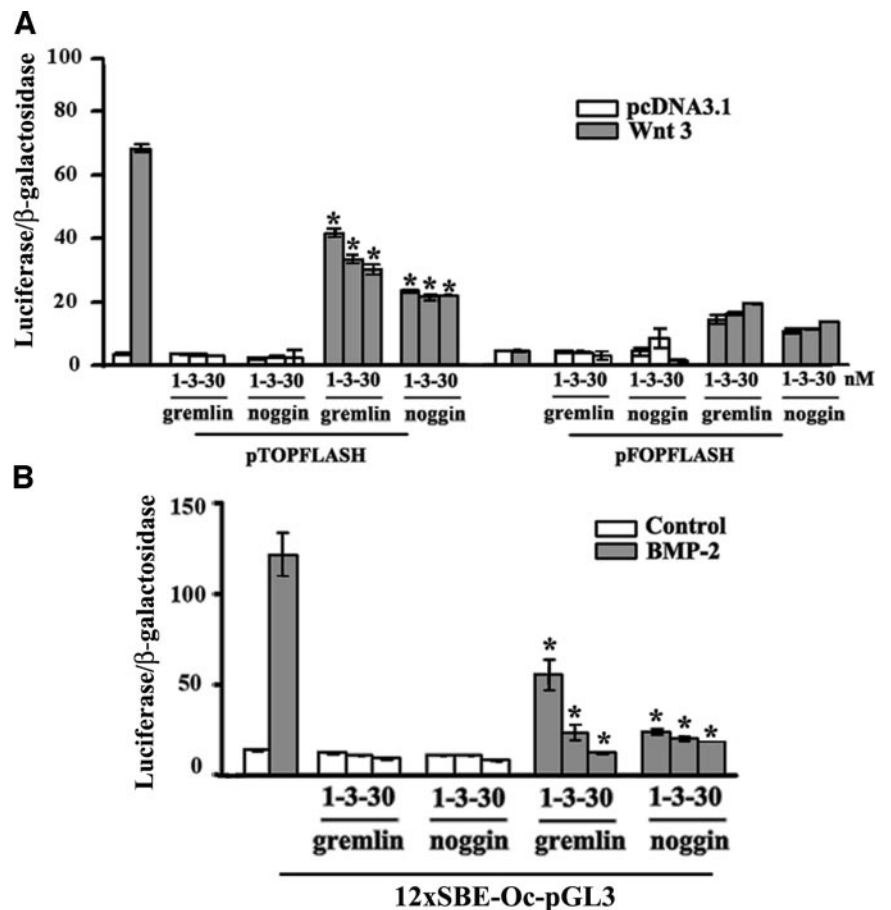 A
Luciferase/β-galactosidase
100
80
60
40
20
0
pcDNA3.1
Wnt 3
* * * * * *
1-3-30 1-3-30 1-3-30 1-3-30 1-3-30 1-3-30 1-3-30 1-3-30 nM
gremlin noggin gremlin noggin gremlin noggin gremlin noggin
pTOPFLASH pFOPFLASH
B
Luciferase/β-galactosidase
150
100
50
0
Control
BMP-2
* * * * * *
1-3-30 1-3-30 1-3-30 1-3-30
gremlin noggin gremlin noggin
12xSBE-Oc-pGL3